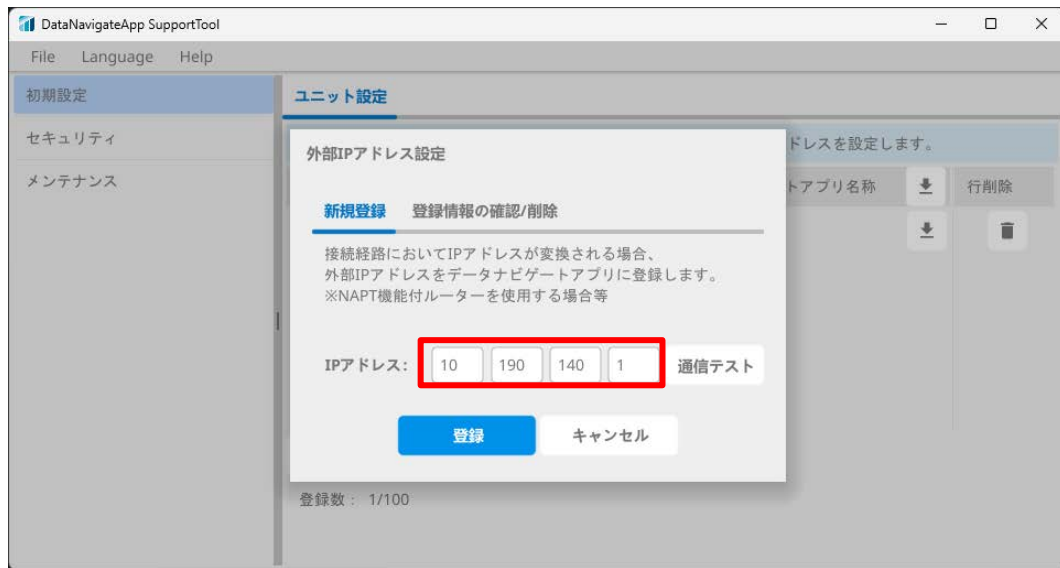 DataNavigateApp SupportTool
File Language Help
初期設定
セキュリティ
メンテナンス
ユニット設定
ドレスを設定します。
トアプリ名称 行削除
外部IPアドレス設定
新規登録 登録情報の確認/削除
接続経路においてIPアドレスが変換される場合、
外部IPアドレスをデータナビゲートアプリに登録します。
※NAPT機能付ルーターを使用する場合等
IPアドレス: 10 190 140 1 通信テスト
登録 キャンセル
登録数： 1/100